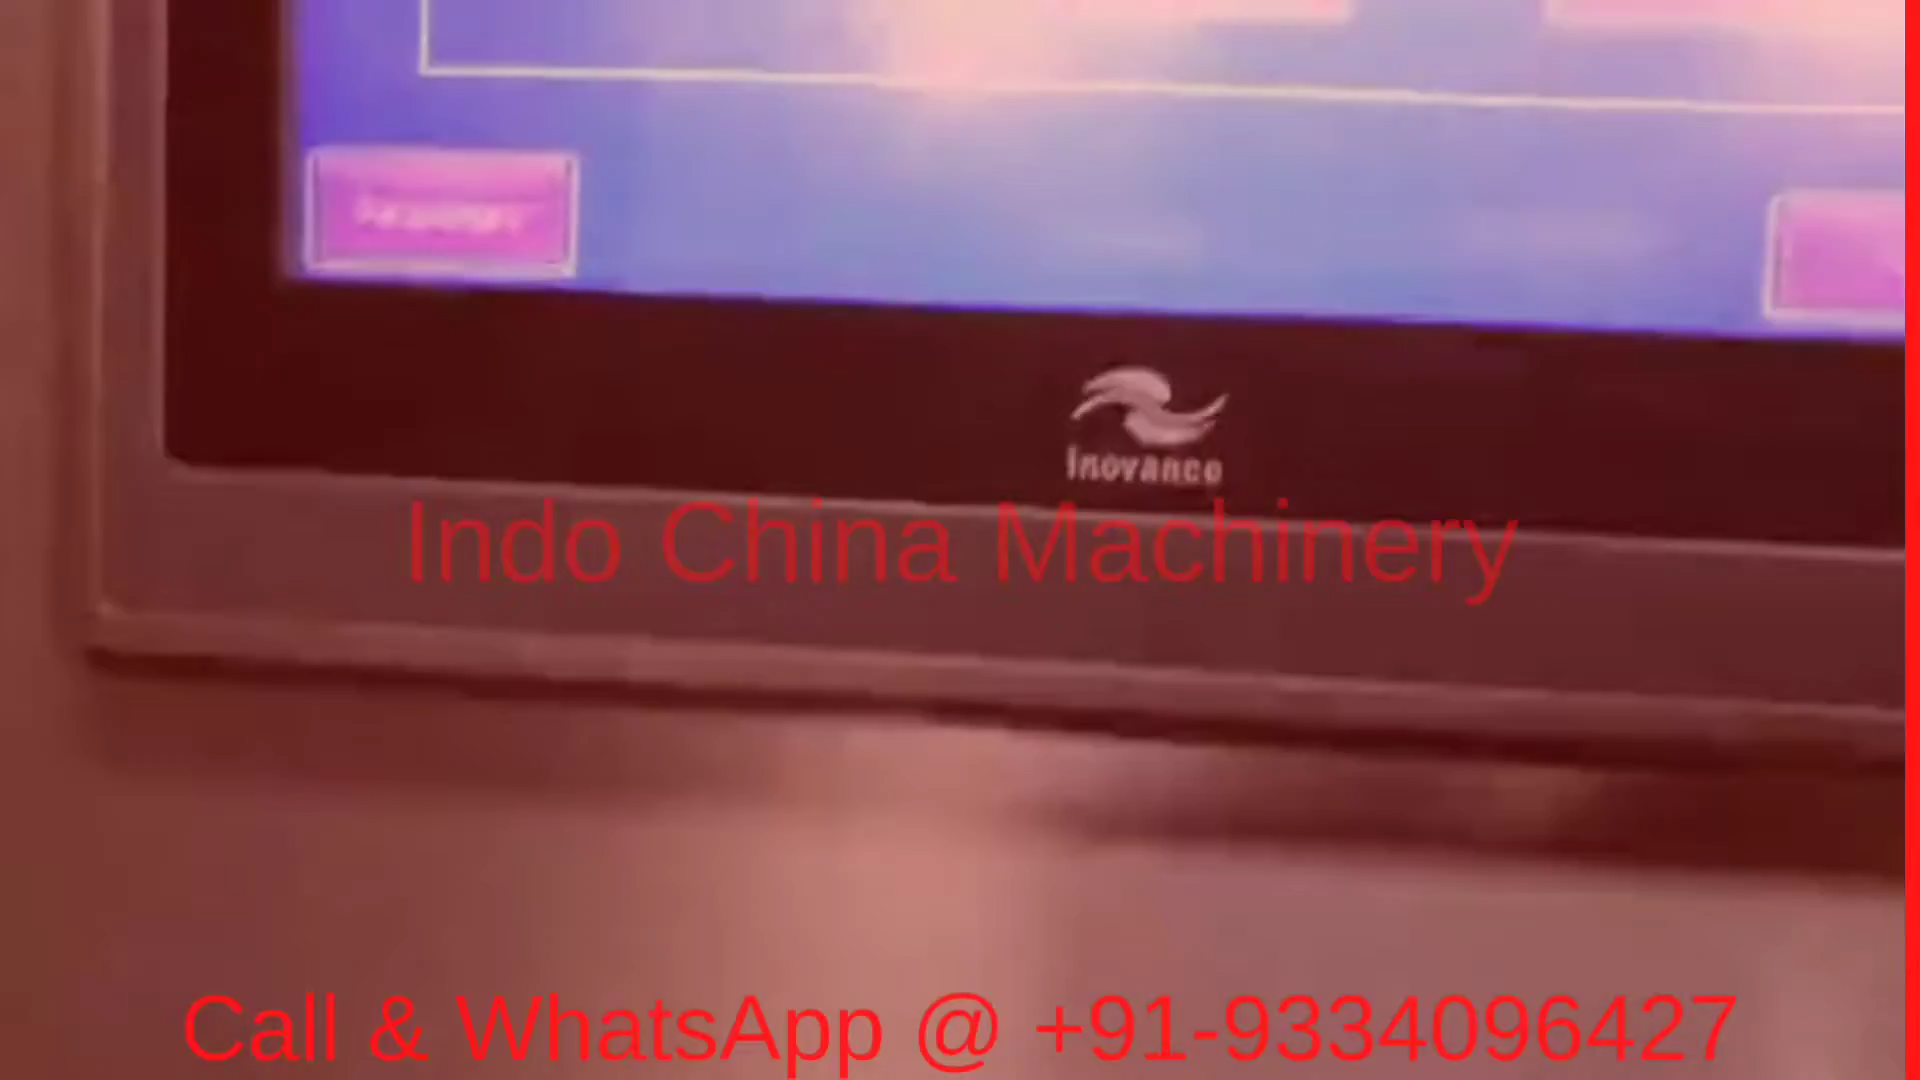 Inovance
Indo China Machinery
Call & WhatsApp @ +91-9334096427